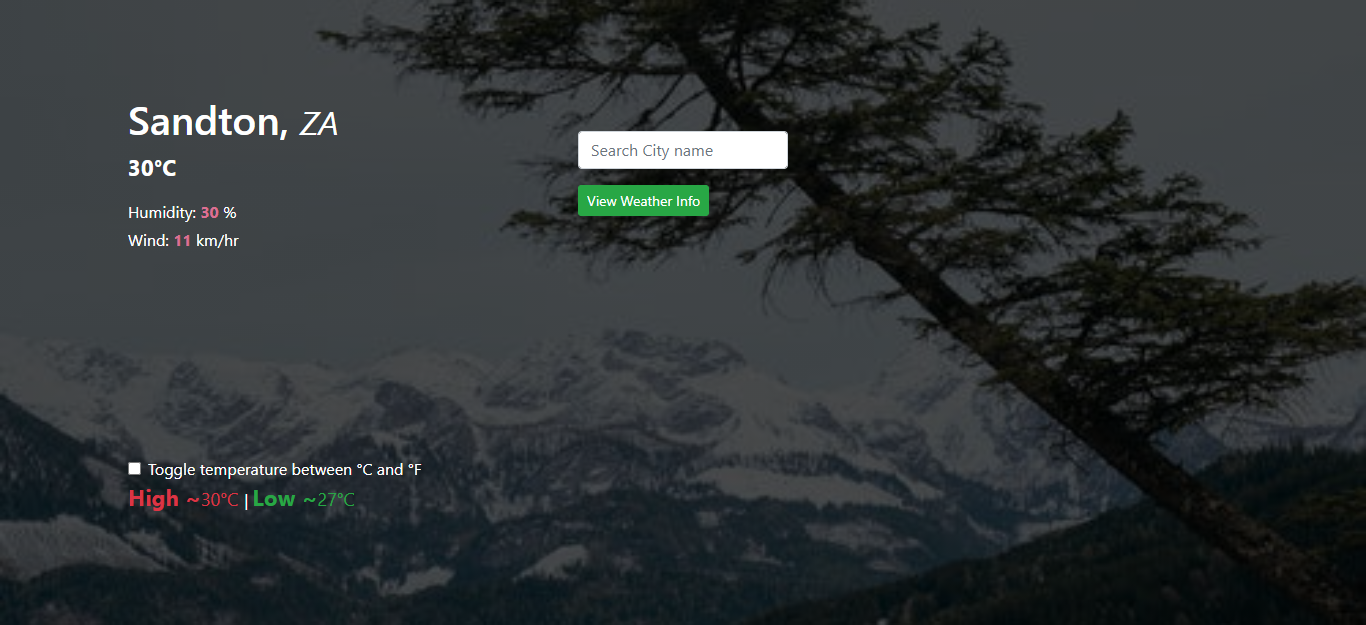 Sandton, ZA
30°C
Humidity: 30 %
Wind: 11 km/hr
Search City name
View Weather Info
Toggle temperature between °C and °F
High ~30°C | Low ~27°C